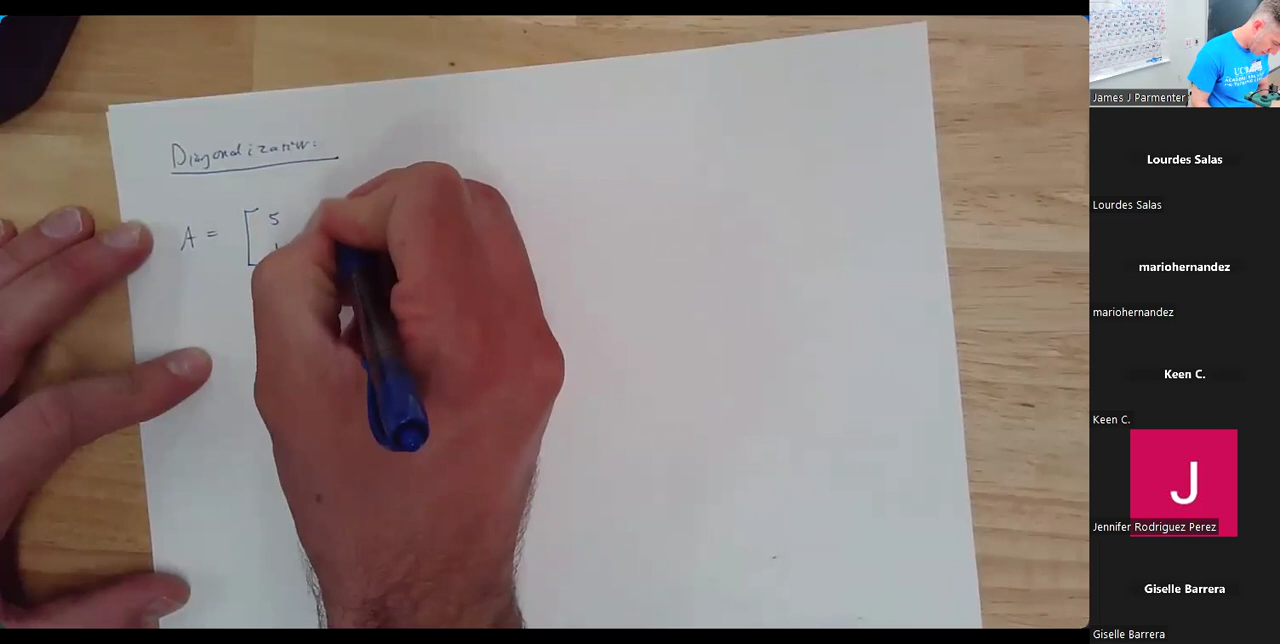 Diagonalization:
A = [ 5
James J Parmenter
Lourdes Salas
Lourdes Salas
mariohernandez
mariohernandez
Keen C.
Keen C.
J
Jennifer Rodriguez Perez
Giselle Barrera
Giselle Barrera